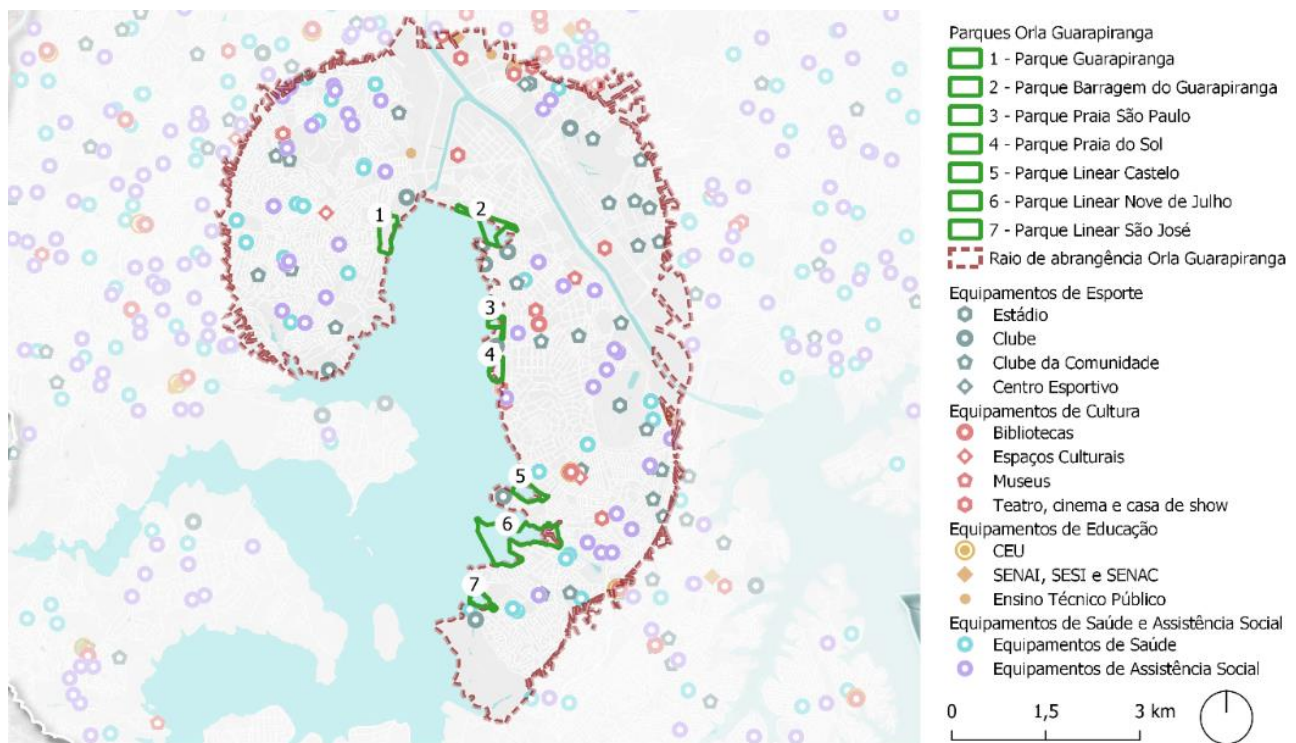 1
2
3
4
5
6
7
Parques Orla Guarapiranga
1 - Parque Guarapiranga
2 - Parque Barragem do Guarapiranga
3 - Parque Praia São Paulo
4 - Parque Praia do Sol
5 - Parque Linear Castelo
6 - Parque Linear Nove de Julho
7 - Parque Linear São José
Raio de abrangência Orla Guarapiranga
Equipamentos de Esporte
Estádio
Clube
Clube da Comunidade
Centro Esportivo
Equipamentos de Cultura
Bibliotecas
Espaços Culturais
Museus
Teatro, cinema e casa de show
Equipamentos de Educação
CEU
SENAI, SESI e SENAC
Ensino Técnico Público
Equipamentos de Saúde e Assistência Social
Equipamentos de Saúde
Equipamentos de Assistência Social
0 1,5 3 km